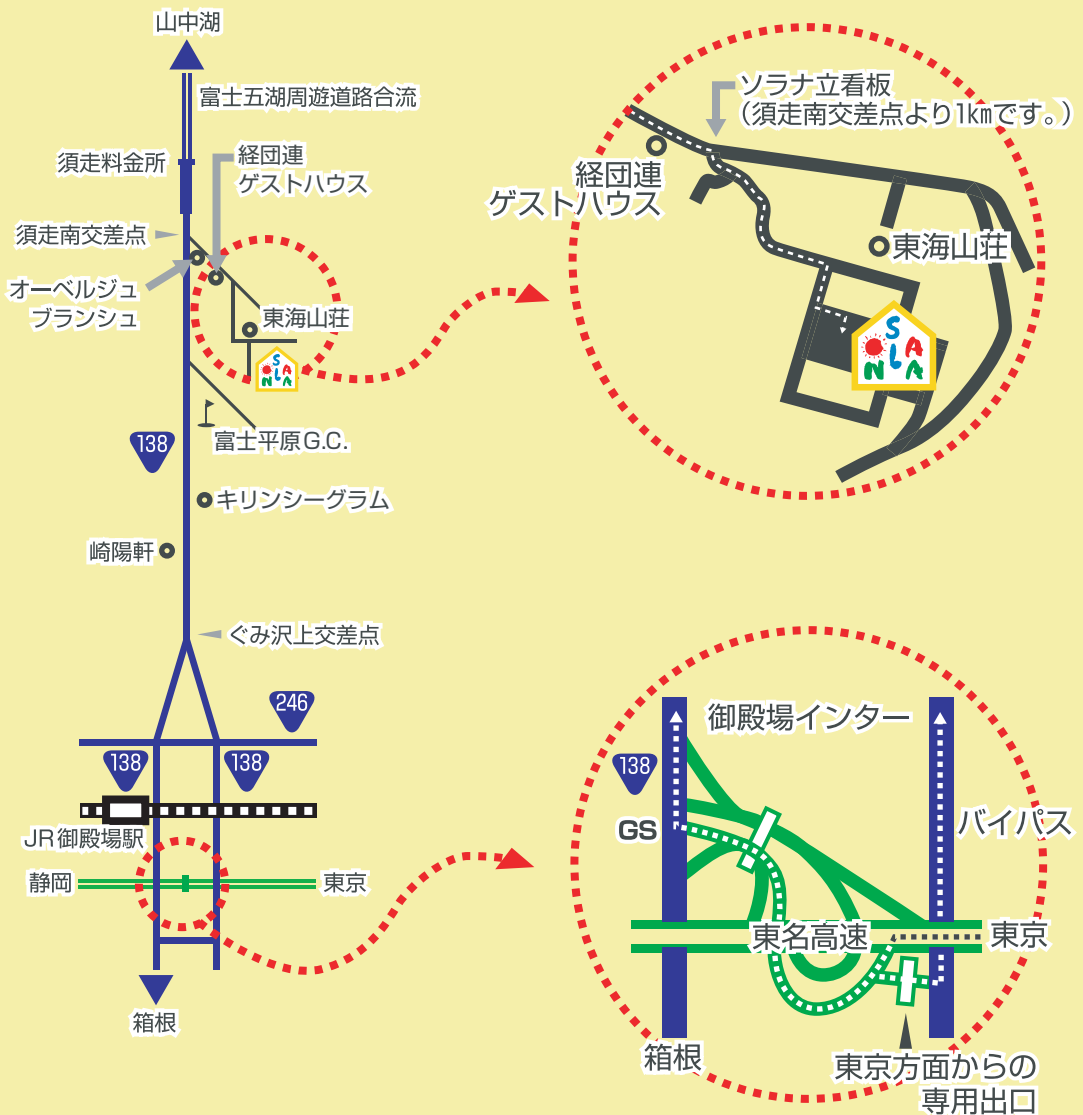 山中湖
富士五湖周遊道路合流
須走料金所
経団連
ゲストハウス
須走南交差点
オーベルジュ
ブランシュ
東海山荘
SOLANA
富士平原G.C.
138
キリンシーグラム
崎陽軒
ぐみ沢上交差点
246
138
138
JR御殿場駅
静岡
東京
箱根
ソラナ立看板
（須走南交差点より1kmです。）
経団連
ゲストハウス
東海山荘
SOLANA
御殿場インター
138
GS
バイパス
東名高速
東京
箱根
東京方面からの
専用出口